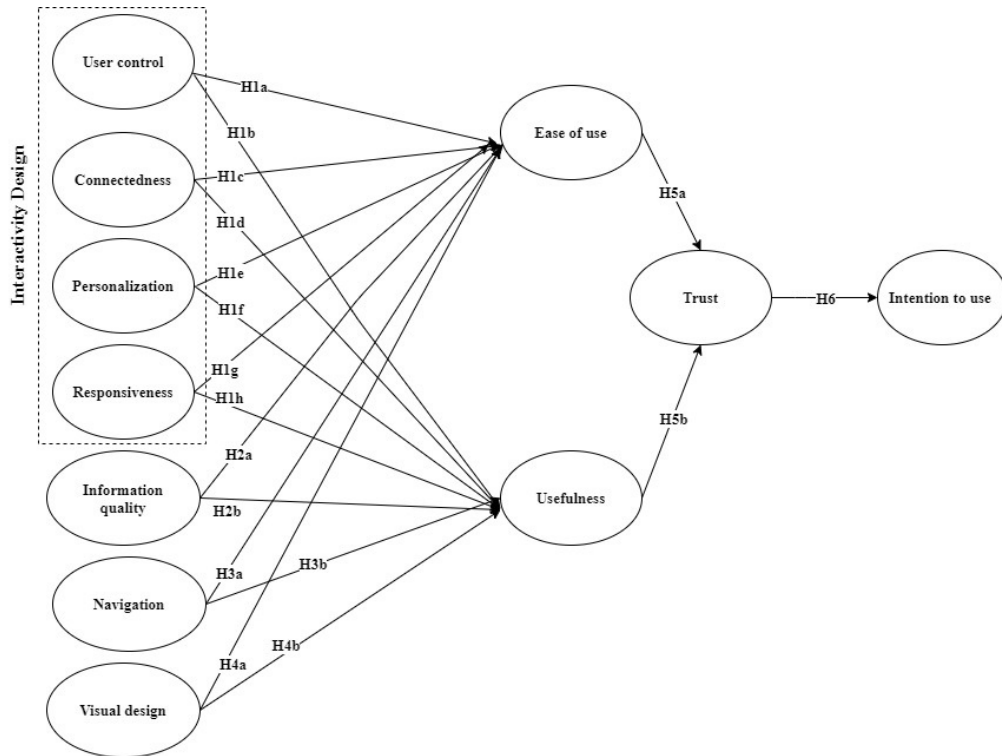 Interactivity Design
User control
Connectedness
Personalization
Responsiveness
Information
quality
Navigation
Visual design
H1a
H1b
H1c
H1d
H1e
H1f
H1g
H1h
H2a
H2b
H3a
H3b
H4a
H4b
Ease of use
Usefulness
H5a
H5b
Trust
H6
Intention to use